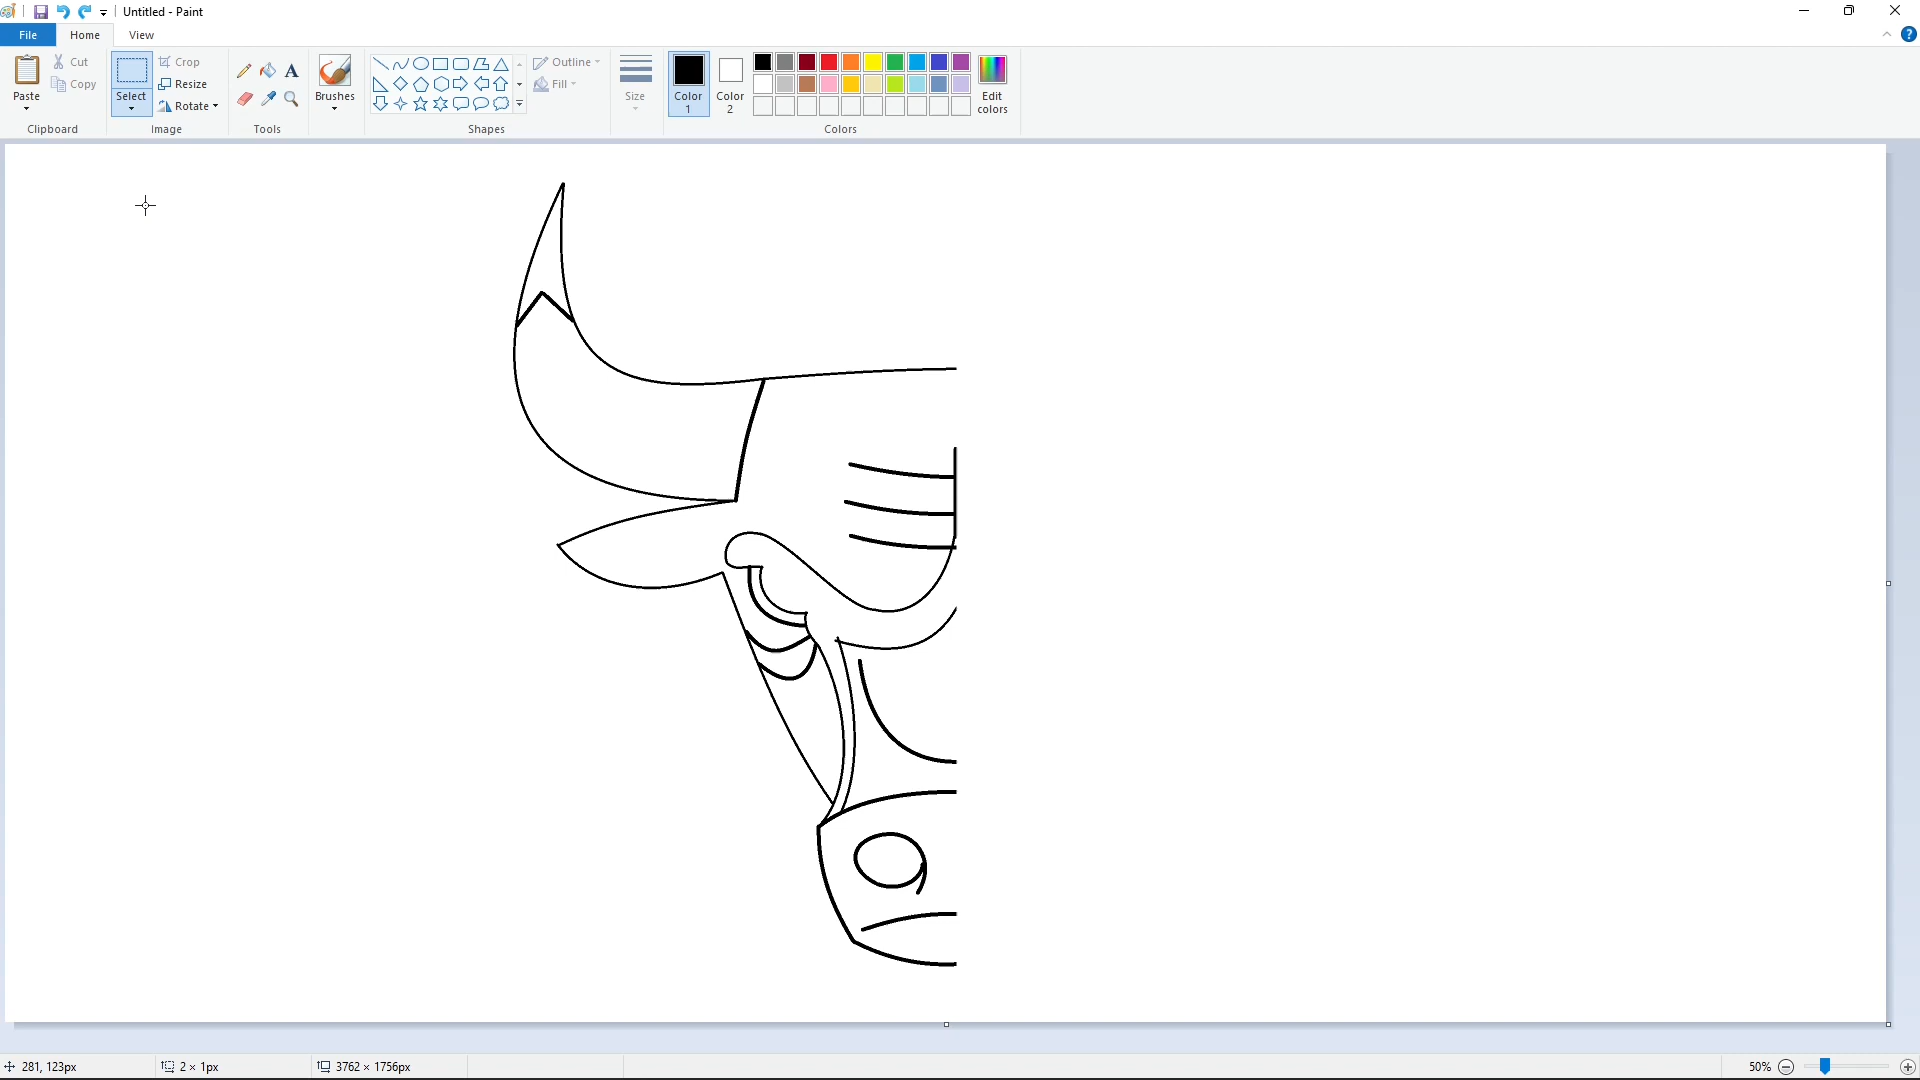 Untitled - Paint
File Home View
Paste
Cut
Copy
Clipboard
Select
Crop
Resize
Rotate
Image
A
Tools
Brushes
Outline
Fill
Shapes
Size
Color 1
Color 2
Edit colors
Colors
?
281, 123px
2 × 1px
3762 × 1756px
50%